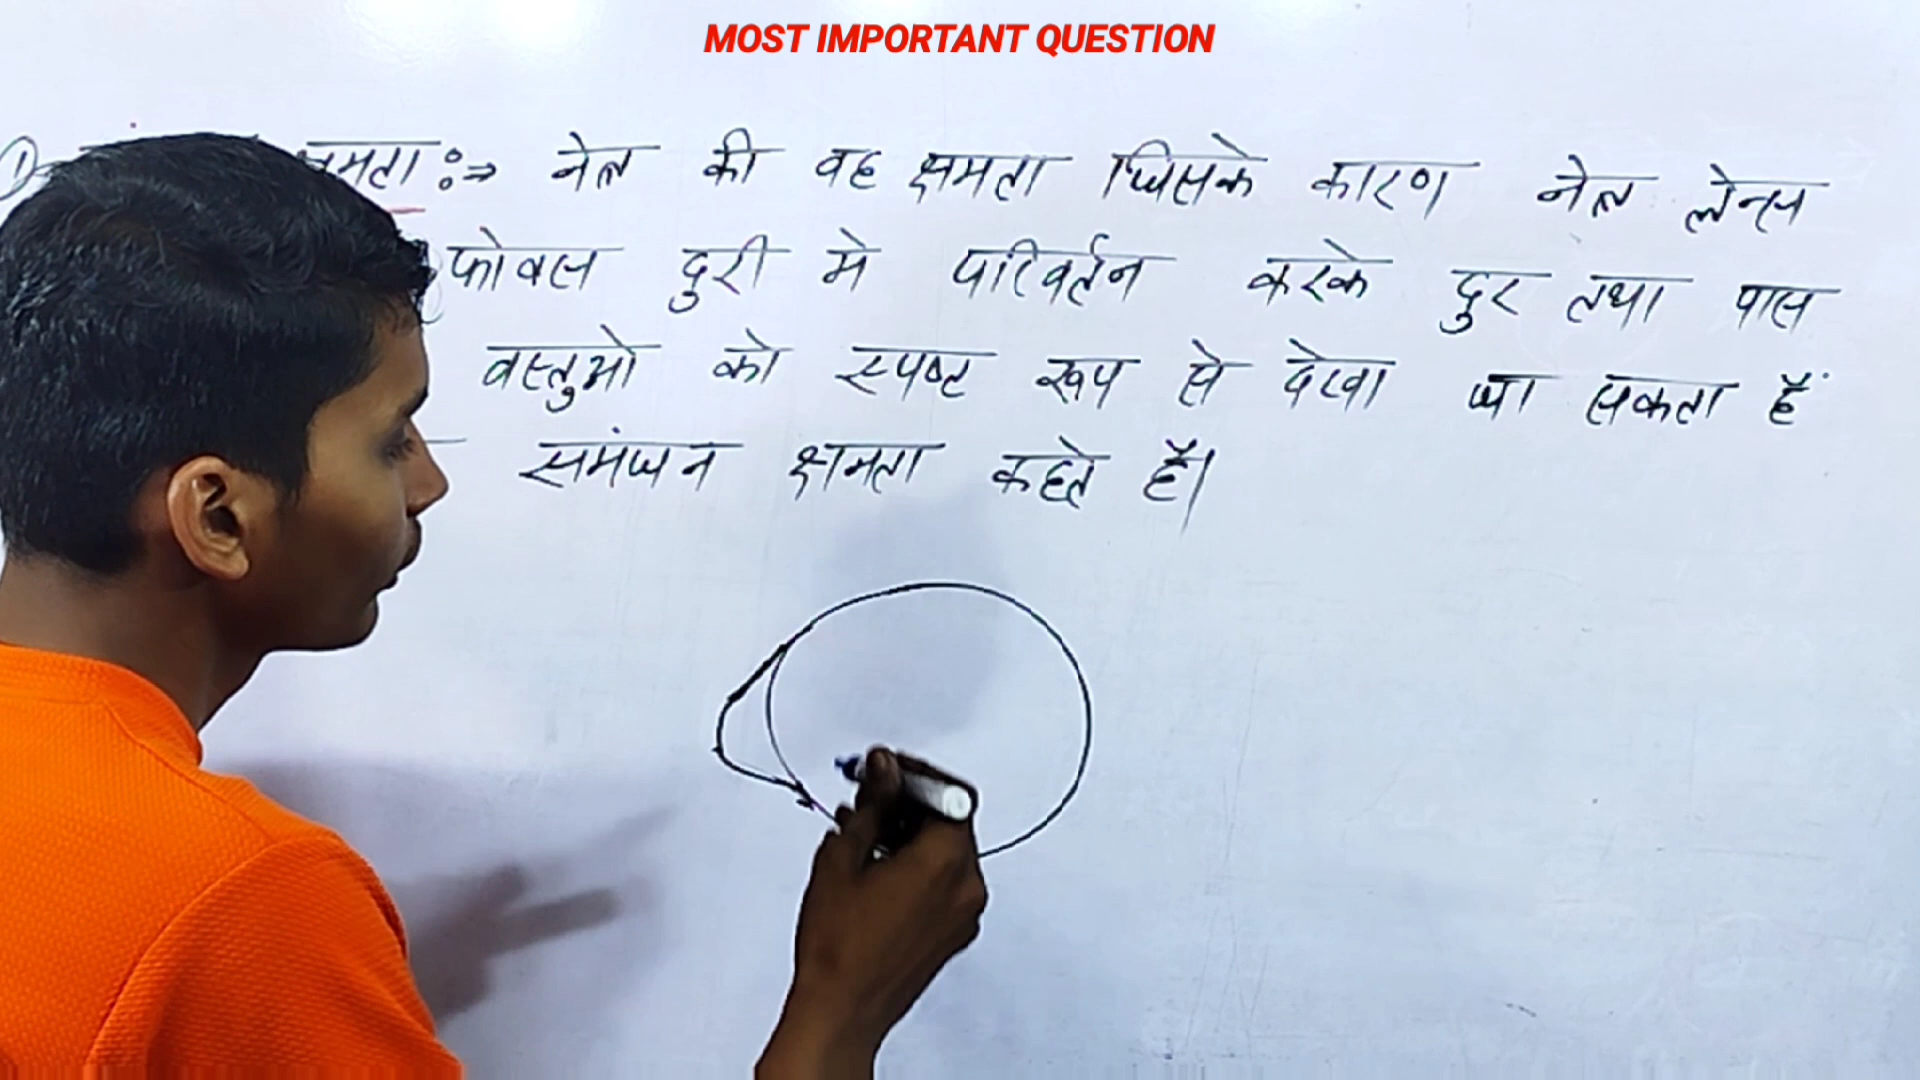 MOST IMPORTANT QUESTION
① क्षमता :⇒ नेत्र की वह क्षमता जिसके कारण नेत्र लेन्स
फोकस दुरी मे परिवर्तन करके दुर तथा पास
वस्तुओ को स्पष्ट रूप से देखा जा सकता हैं
समंजन क्षमता कहते हैं।